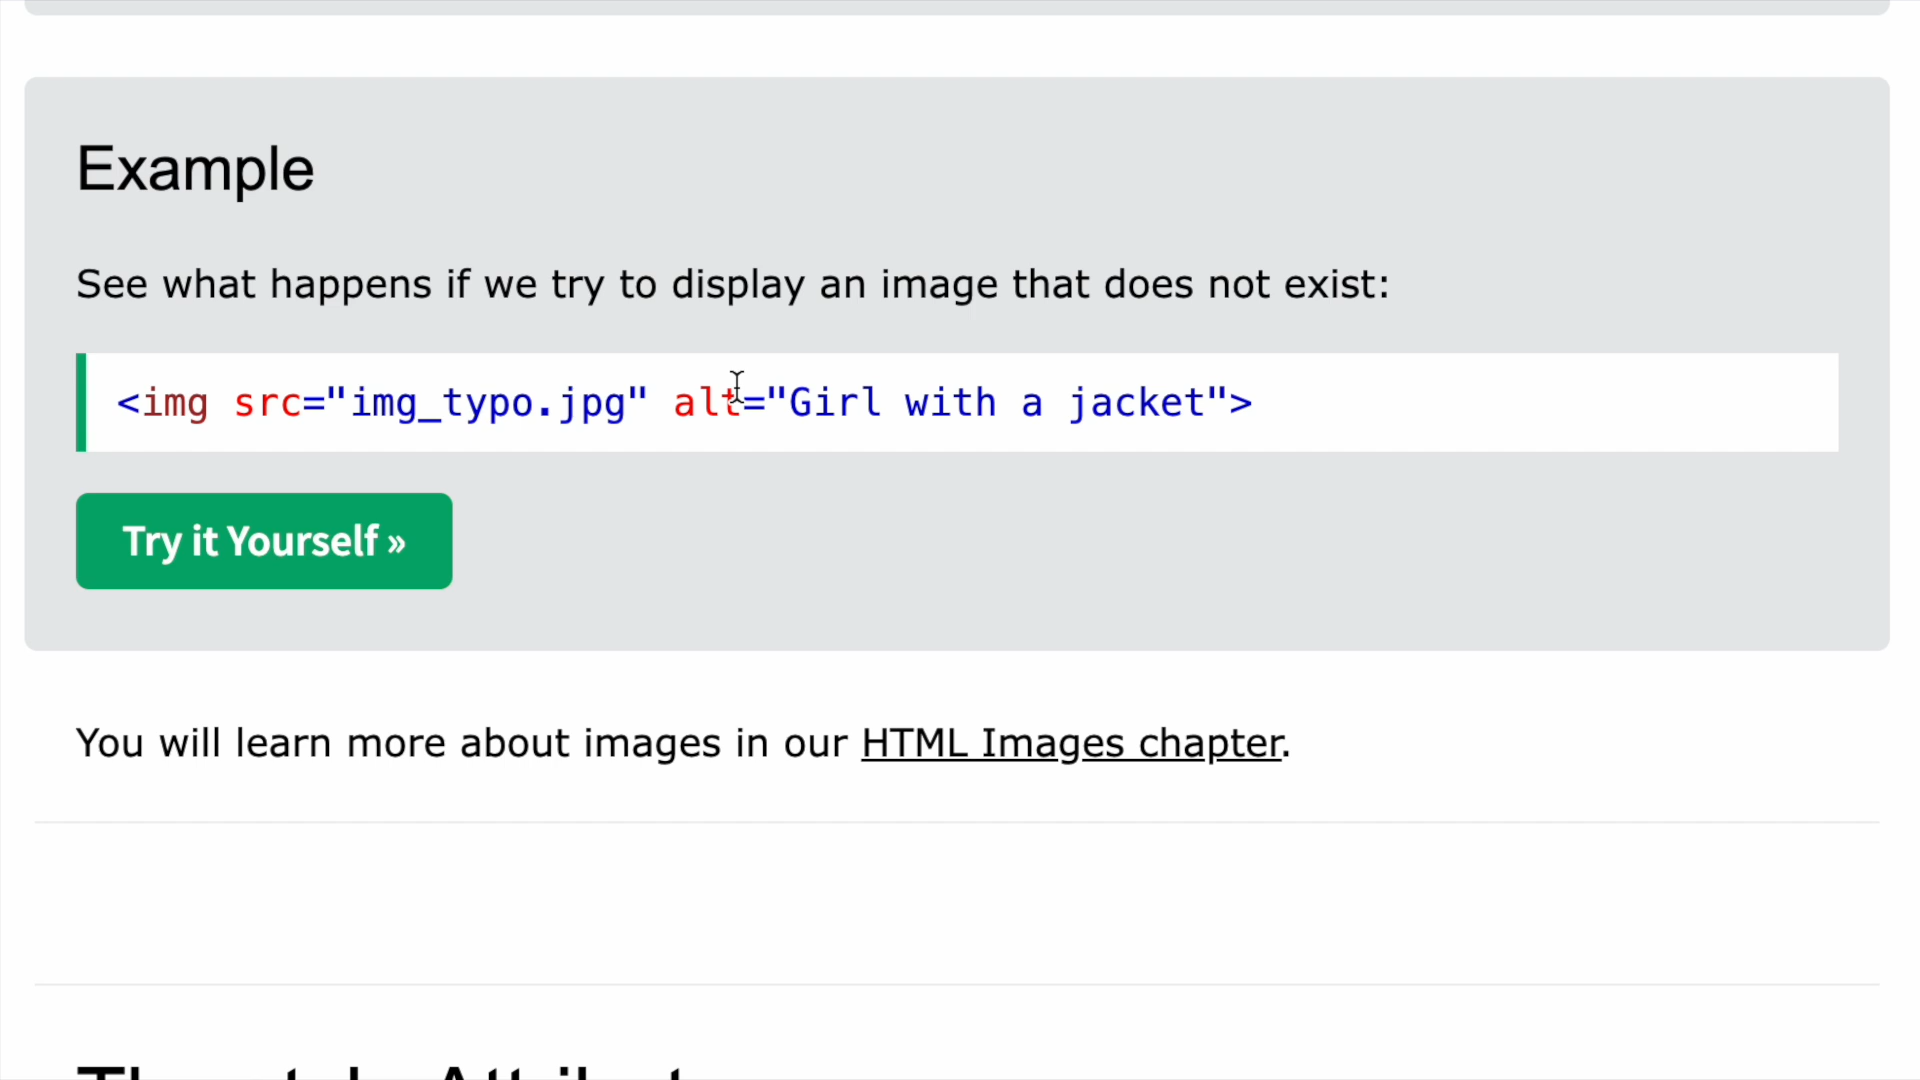 Example
See what happens if we try to display an image that does not exist:
<img src="img_typo.jpg" alt="Girl with a jacket">
Try it Yourself »
You will learn more about images in our HTML Images chapter.